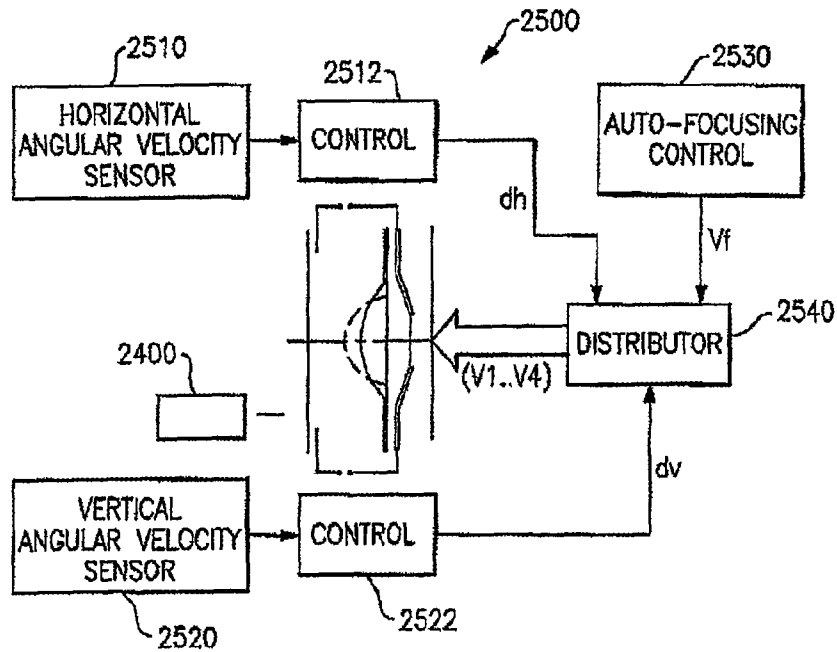 2500
2510
HORIZONTAL
ANGULAR VELOCITY
SENSOR
2512
CONTROL
2530
AUTO-FOCUSING
CONTROL
dh
Vf
2540
DISTRIBUTOR
(V1..V4)
2400
dv
VERTICAL
ANGULAR VELOCITY
SENSOR
2520
CONTROL
2522